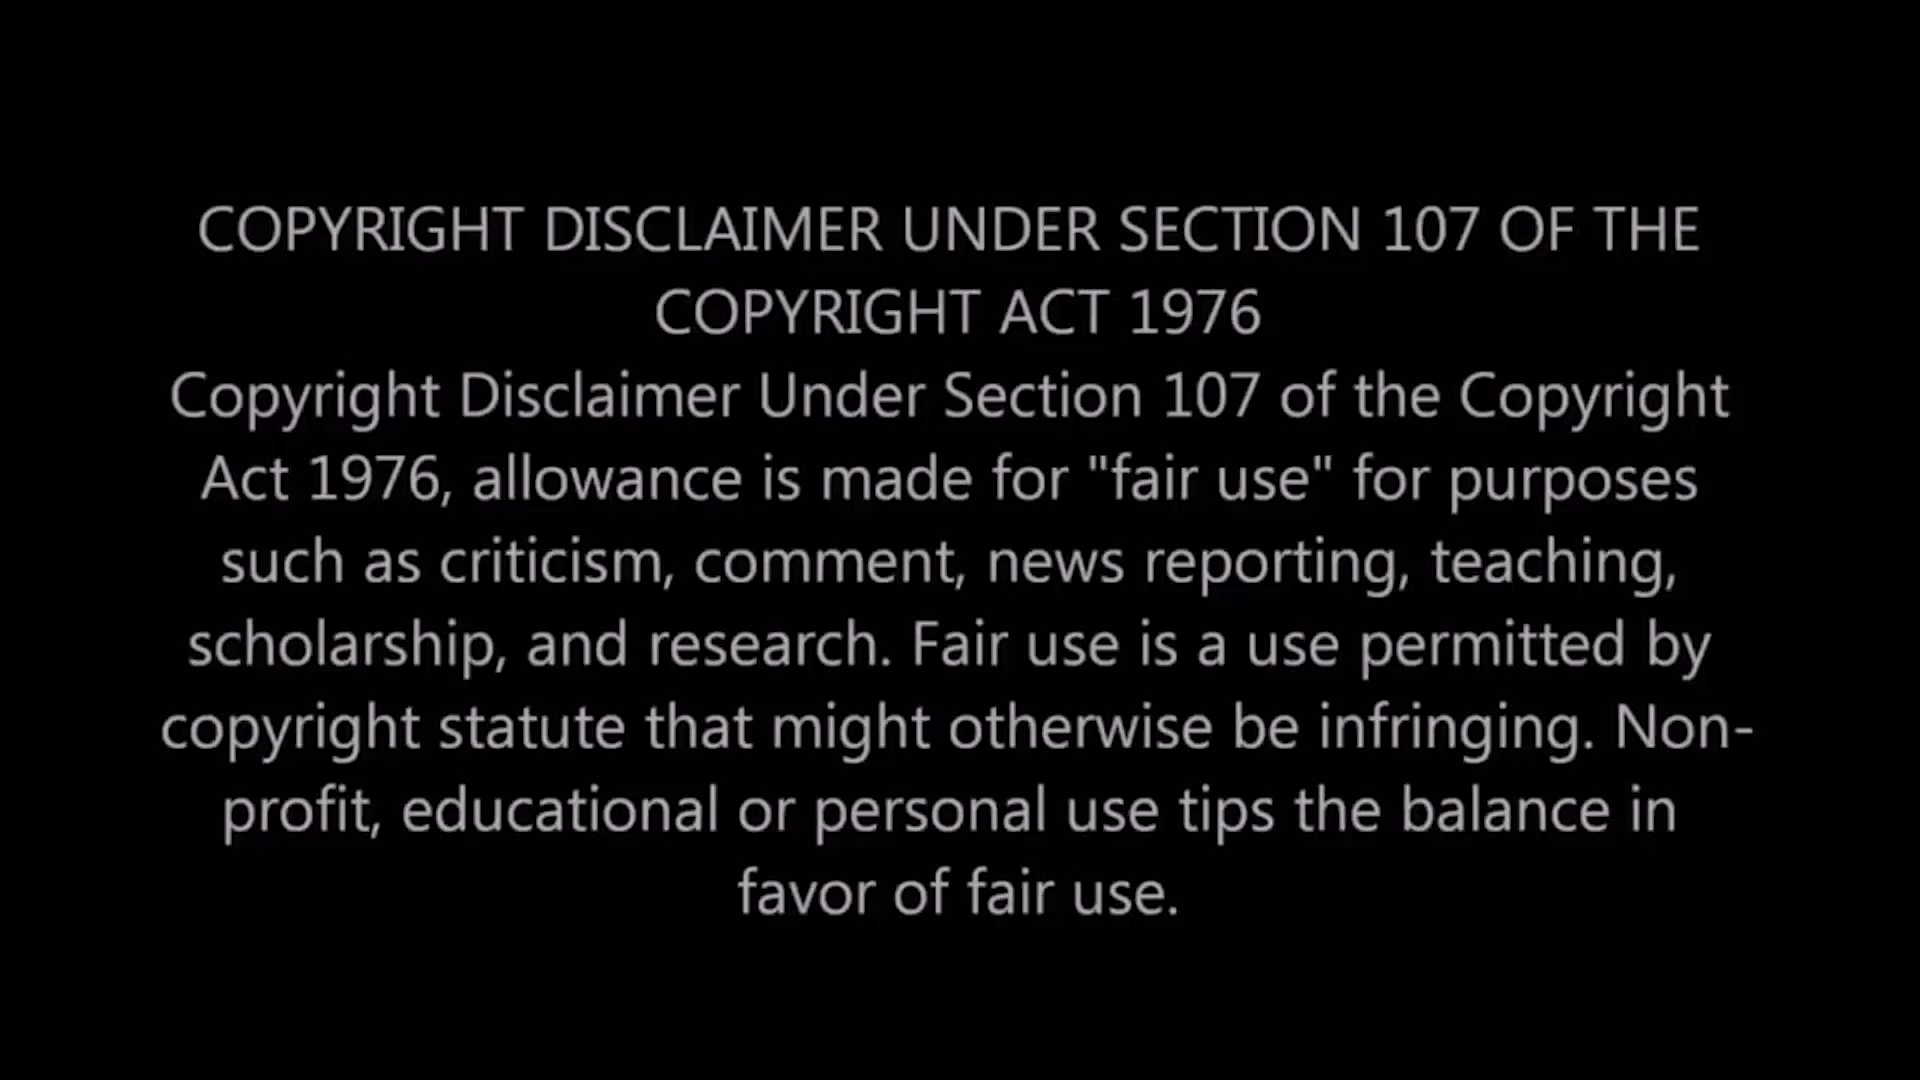 COPYRIGHT DISCLAIMER UNDER SECTION 107 OF THE
COPYRIGHT ACT 1976
Copyright Disclaimer Under Section 107 of the Copyright
Act 1976, allowance is made for "fair use" for purposes
such as criticism, comment, news reporting, teaching,
scholarship, and research. Fair use is a use permitted by
copyright statute that might otherwise be infringing. Non-
profit, educational or personal use tips the balance in
favor of fair use.